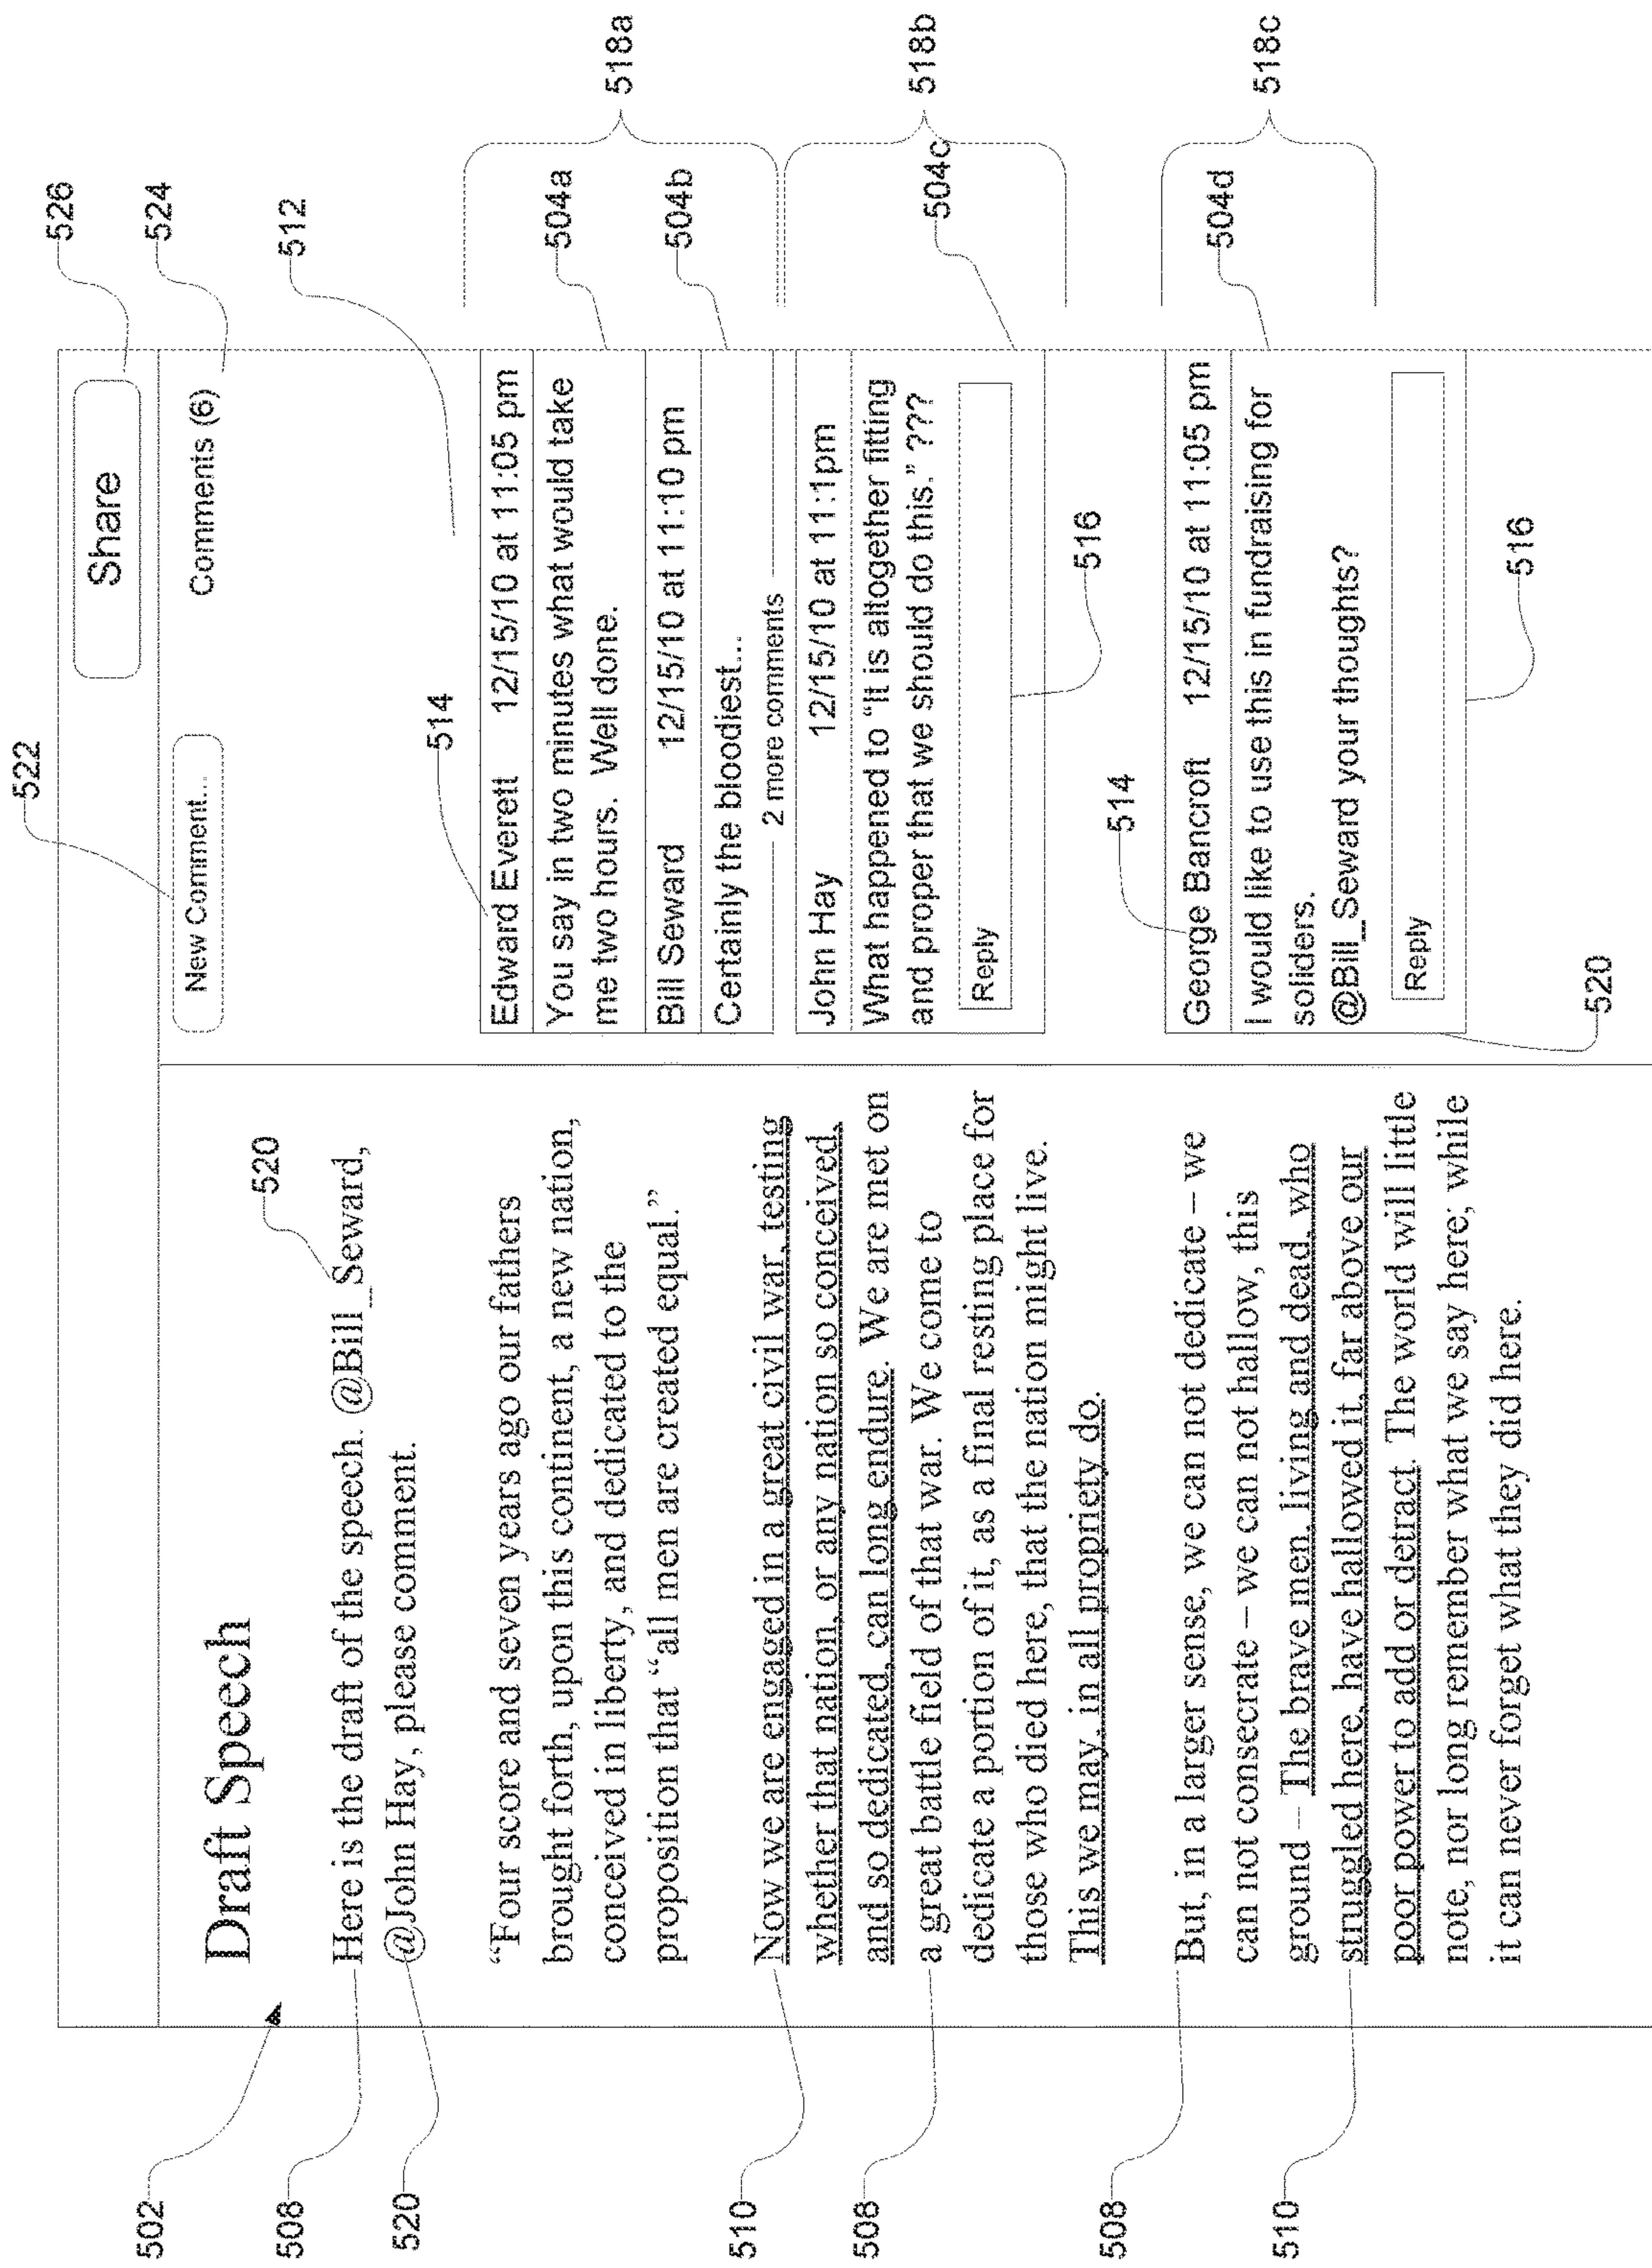 522
526
524
512
Share
New Comment...
Comments (6)
502
508
520
520
Draft Speech
Here is the draft of the speech. @Bill_Seward,
@John Hay, please comment.
“Four score and seven years ago our fathers
brought forth, upon this continent, a new nation,
conceived in liberty, and dedicated to the
proposition that “all men are created equal.”
510
508
Now we are engaged in a great civil war, testing
whether that nation, or any nation so conceived,
and so dedicated, can long endure. We are met on
a great battle field of that war. We come to
dedicate a portion of it, as a final resting place for
those who died here, that the nation might live.
This we may, in all propriety do.
508
510
But, in a larger sense, we can not dedicate – we
can not consecrate – we can not hallow, this
ground – The brave men, living and dead, who
struggled here, have hallowed it, far above our
poor power to add or detract. The world will little
note, nor long remember what we say here; while
it can never forget what they did here.
514
Edward Everett 12/15/10 at 11:05 pm
You say in two minutes what would take
me two hours. Well done.
Bill Seward 12/15/10 at 11:10 pm
Certainly the bloodiest...
2 more comments
504a
504b
518a
John Hay 12/15/10 at 11:1pm
What happened to “It is altogether fitting
and proper that we should do this.” ???
Reply
516
504c
518b
514
George Bancroft 12/15/10 at 11:05 pm
I would like to use this in fundraising for
soliders.
@Bill_Seward your thoughts?
Reply
504d
518c
516
520